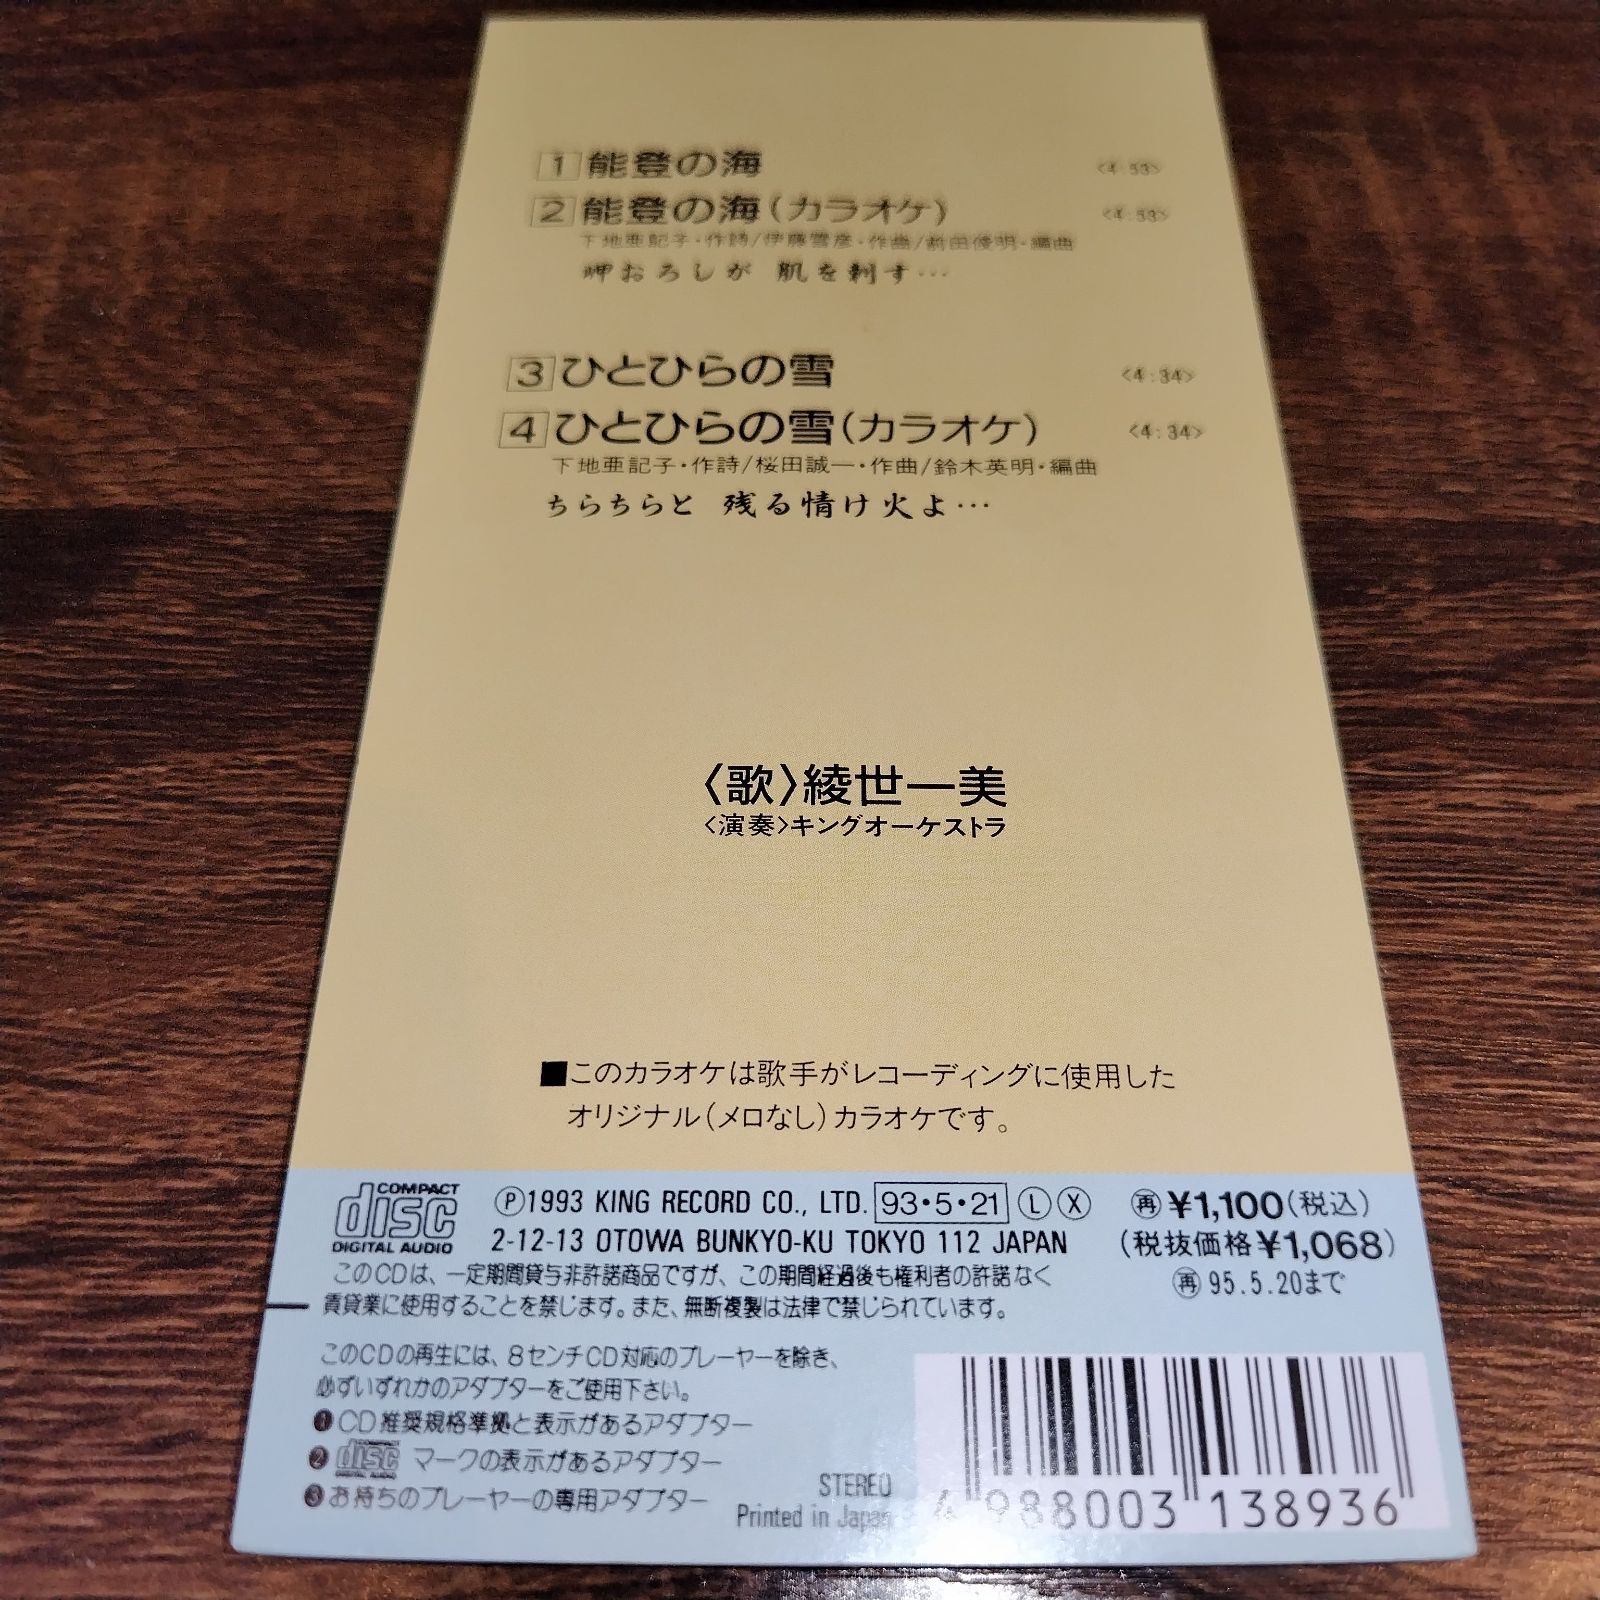 1 能登の海 <4:53>
2 能登の海(カラオケ) <4:53>
下地亜記子・作詩/伊藤雪彦・作曲/前田俊明・編曲
岬おろしが 肌を刺す…
3 ひとひらの雪 <4:34>
4 ひとひらの雪(カラオケ) <4:34>
下地亜記子・作詩/桜田誠一・作曲/鈴木英明・編曲
ちらちらと 残る情け火よ…
〈歌〉綾世一美
<演奏>キングオーケストラ
■このカラオケは歌手がレコーディングに使用した
オリジナル(メロなし)カラオケです。
COMPACT disc DIGITAL AUDIO
Ⓟ1993 KING RECORD CO., LTD. 93・5・21 Ⓛ Ⓧ ㊢¥1,100(税込)
2-12-13 OTOWA BUNKYO-KU TOKYO 112 JAPAN (税抜価格¥1,068)
このCDは、一定期間貸与非許諾商品ですが、この期間経過後も権利者の許諾なく
賃貸業に使用することを禁じます。また、無断複製は法律で禁じられています。
再 95.5.20まで
このCDの再生には、8センチCD対応のプレーヤーを除き、
必ずいずれかのアダプターをご使用下さい。
❶CD推奨規格準拠と表示があるアダプター
❷disc DIGITAL AUDIO マークの表示があるアダプター
❸お持ちのプレーヤーの専用アダプター
STEREO
Printed in Japan
4 988003 138936